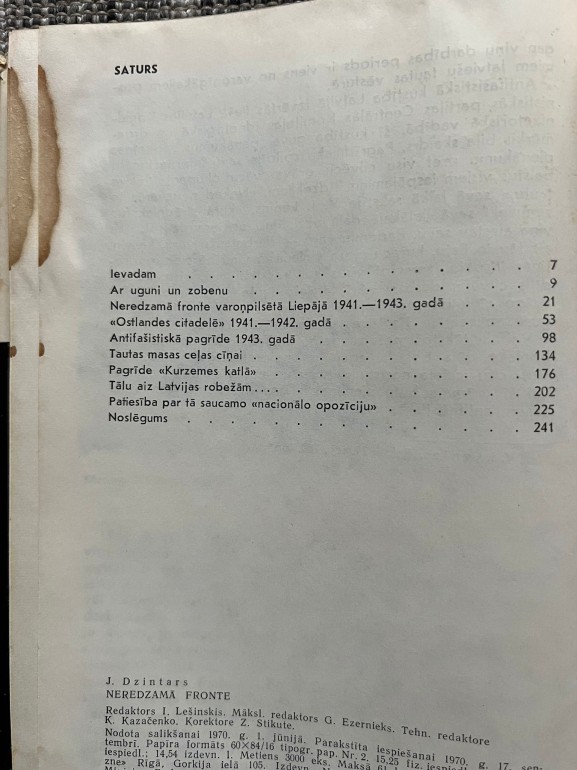 SATURS
Ievadam . . . . . . . . . . . . 7
Ar uguni un zobenu . . . . . . . . . . 9
Neredzamā fronte varoņpilsētā Liepājā 1941.—1943. gadā . . . 21
«Ostlandes citadelē» 1941.—1942. gadā . . . . . . . 53
Antifašistiskā pagrīde 1943. gadā . . . . . . . . 98
Tautas masas ceļas cīņai . . . . . . . . . . 134
Pagrīde «Kurzemes katlā» . . . . . . . . . . 176
Tālu aiz Latvijas robežām . . . . . . . . . . 202
Patiesība par tā saucamo «nacionālo opozīciju» . . . . . 225
Noslēgums . . . . . . . . . . . . 241
J. Dzintars
NEREDZAMĀ FRONTE
Redaktors I. Lešinskis. Māksl. redaktors G. Ezernieks. Tehn. redaktore
K. Kazačenko. Korektore Z. Stikute.
Nodota salikšanai 1970. g. 1. jūnijā. Parakstīta iespiešanai 1970. g. 17. sep-
tembrī. Papīra formāts 60×84/16 tipogr. pap. Nr. 2. 15,25 fiz. iespiedl.
iespiedl.; 14,54 izdevn. l. Metiens 3000 eks. Maksā 61
zne» Rīgā, Gorkija ielā 105. Izdevn.